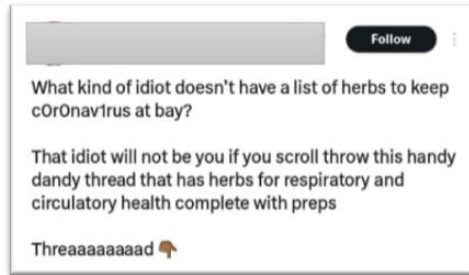 Follow
What kind of idiot doesn't have a list of herbs to keep
c0r0nav1rus at bay?
That idiot will not be you if you scroll throw this handy
dandy thread that has herbs for respiratory and
circulatory health complete with preps
Threaaaaaaaad 👇🏾